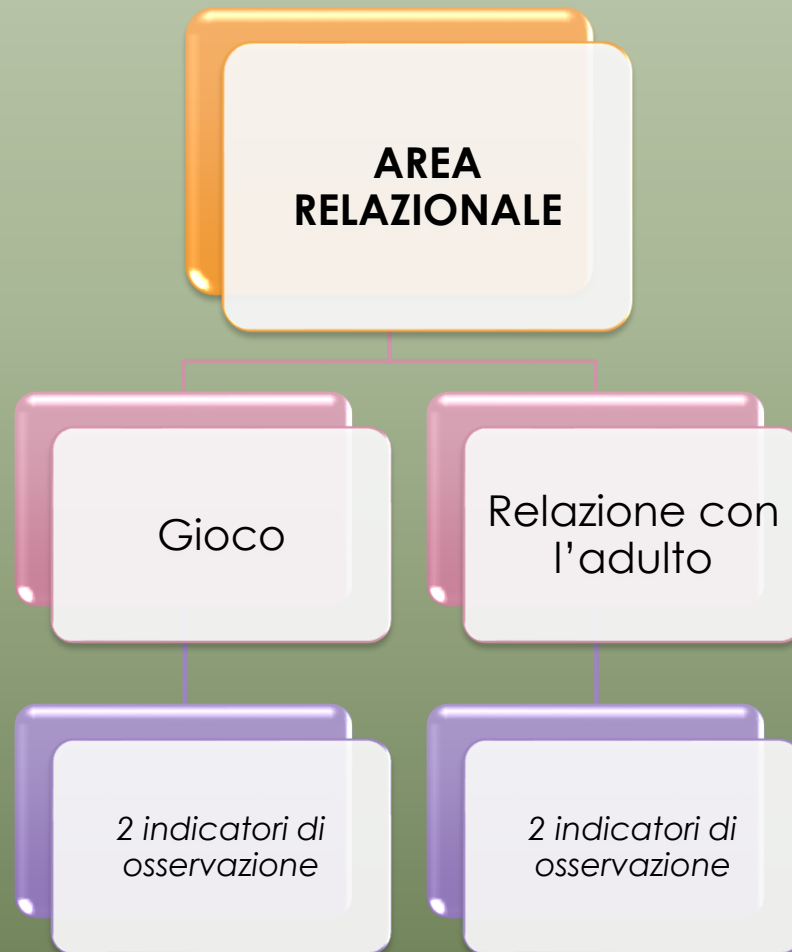 AREA
RELAZIONALE
Gioco
Relazione con
l’adulto
2 indicatori di
osservazione
2 indicatori di
osservazione